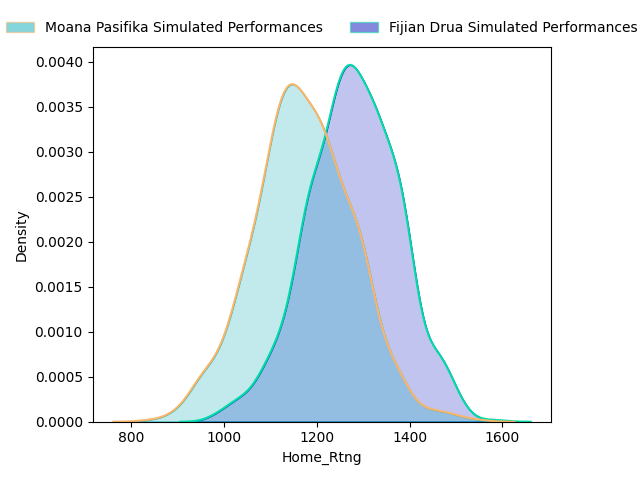 Moana Pasifika Simulated Performances Fijian Drua Simulated Performances
0.0040
0.0035
0.0030
0.0025
0.0020
0.0015
0.0010
0.0005
0.0000
Density
800 1000 1200 1400 1600
Home_Rtng